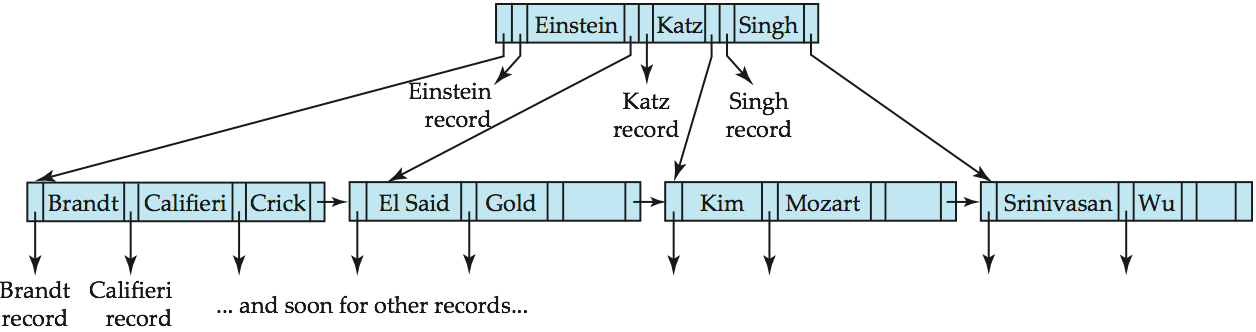 Einstein Katz Singh
Einstein
record
Katz
record
Singh
record
Brandt Califieri Crick El Said Gold Kim Mozart Srinivasan Wu
Brandt
record
Califieri
record
... and soon for other records...